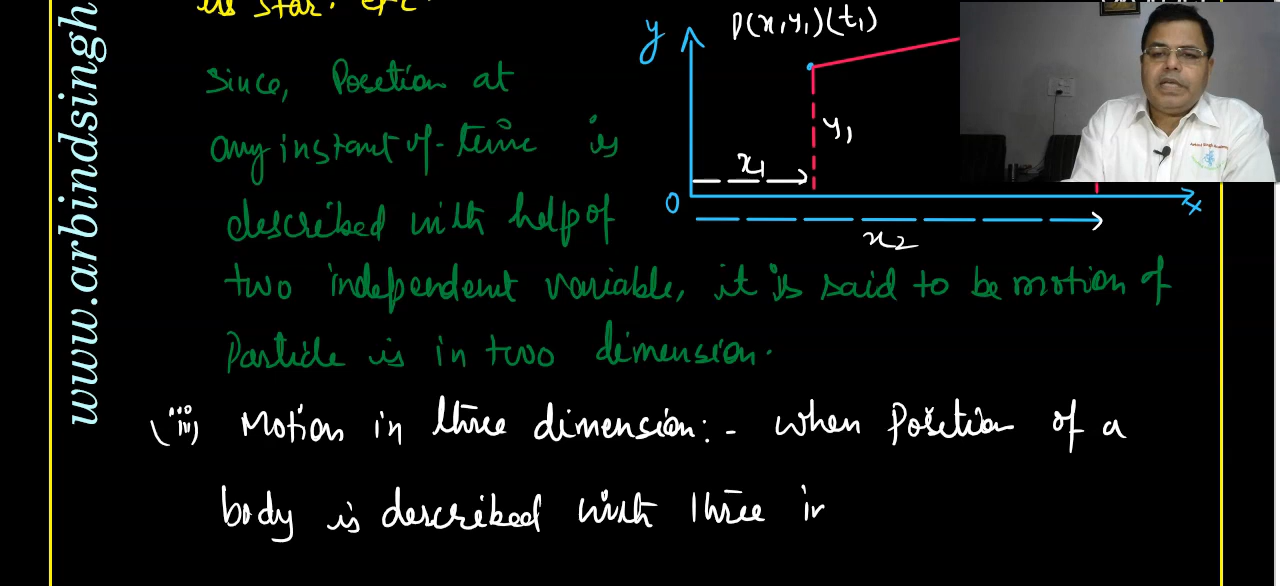 y
P(x,y₁)(t₁)
since, Position at
y₁
any instant of time is
x₁
described with help of
O
x
x₂
two independent variable, it is said to be motion of
Particle is in two dimension.
(iii) Motion in three dimension:- when Position of a
body is described with three in
www.arbindsingh